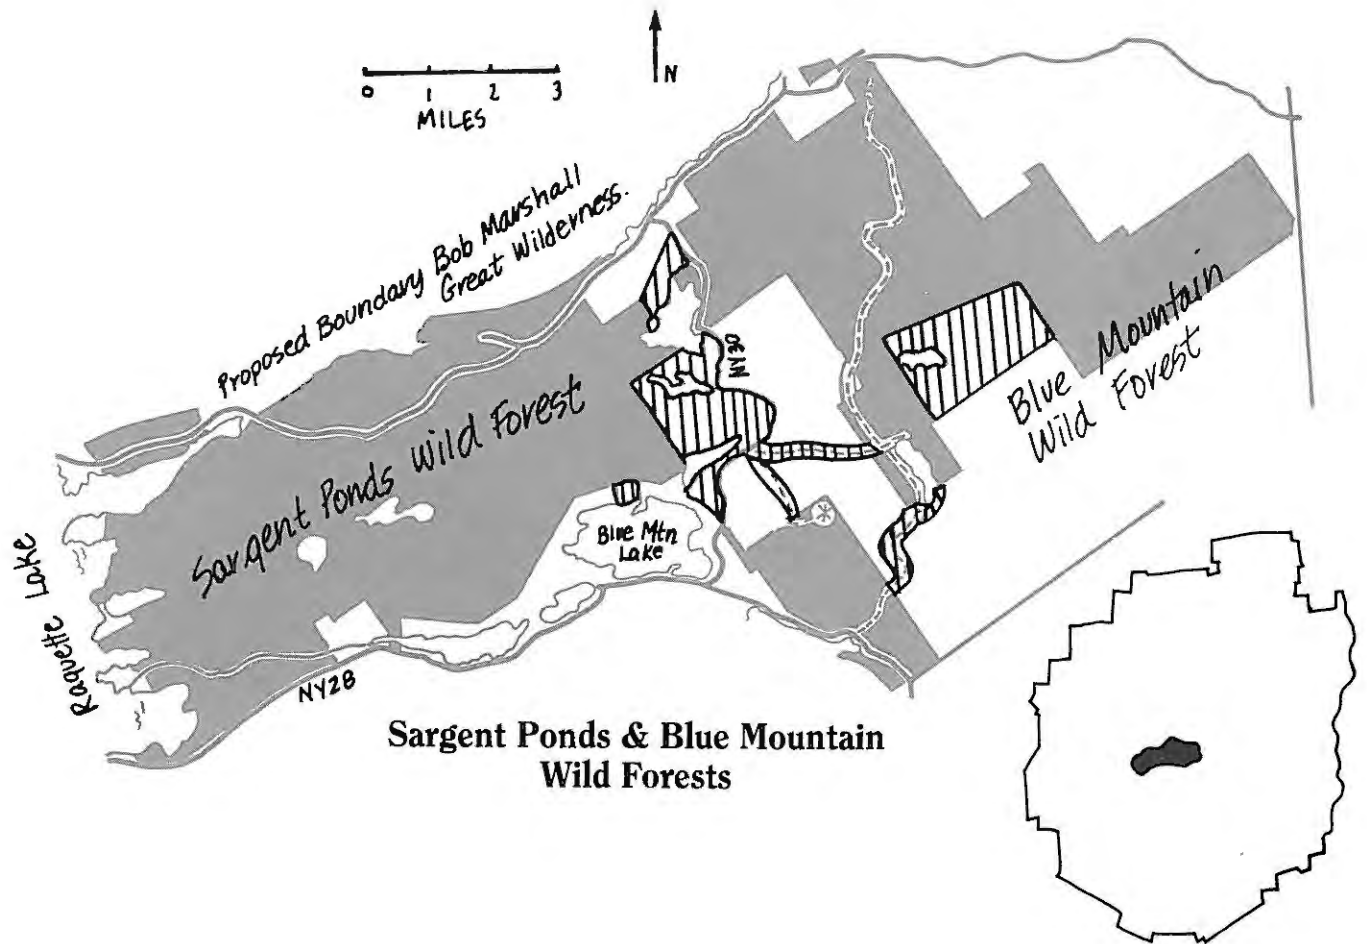 N
0 1 2 3
MILES
Proposed Boundary Bob Marshall
Great Wilderness.
NY30
Sargent Ponds Wild Forest
Blue Mountain
Wild Forest
Blue Mtn
Lake
Raquette Lake
NY28
Sargent Ponds & Blue Mountain
Wild Forests